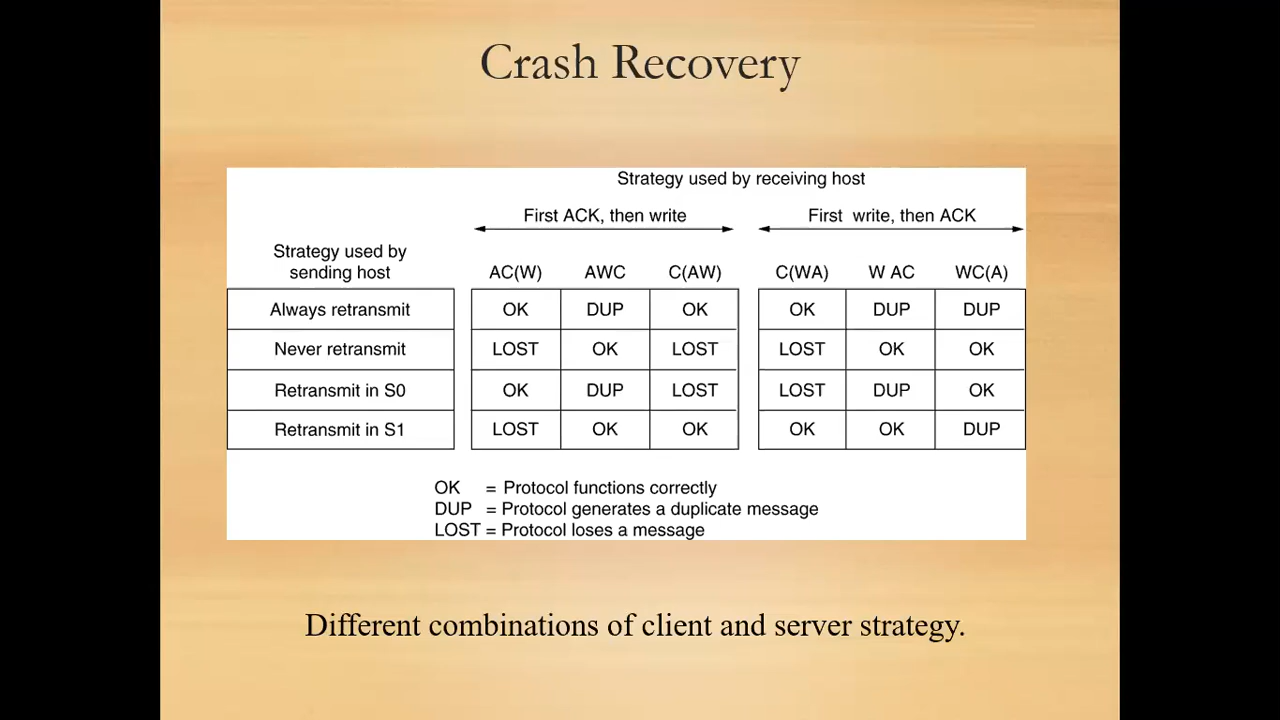 Crash Recovery
Strategy used by receiving host
First ACK, then write First write, then ACK
Strategy used by
sending host
AC(W) AWC C(AW) C(WA) W AC WC(A)
Always retransmit OK DUP OK OK DUP DUP
Never retransmit LOST OK LOST LOST OK OK
Retransmit in S0 OK DUP LOST LOST DUP OK
Retransmit in S1 LOST OK OK OK OK DUP
OK = Protocol functions correctly
DUP = Protocol generates a duplicate message
LOST = Protocol loses a message
Different combinations of client and server strategy.